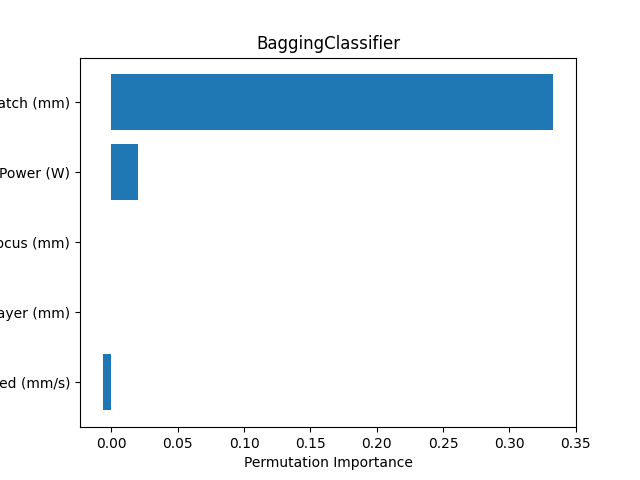 BaggingClassifier
atch (mm)
Power (W)
ocus (mm)
ayer (mm)
ed (mm/s)
0.00 0.05 0.10 0.15 0.20 0.25 0.30 0.35
Permutation Importance